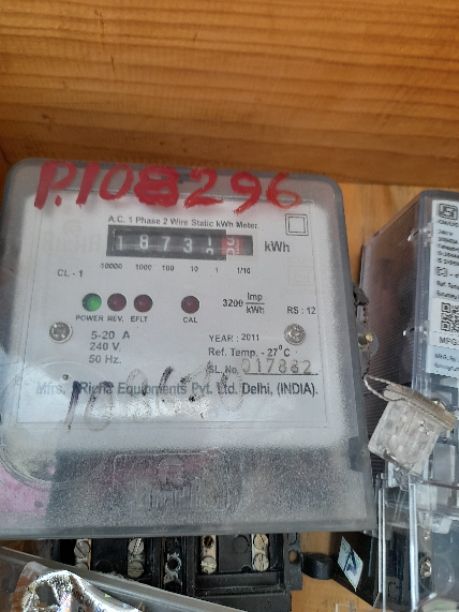 P.108296
A.C. 1 Phase 2 Wire Static kWh Meter.
1873 kWh
CL - 1 10000 1000 100 10 1 1/10
3200 Imp/kWh RS : 12
POWER REV. EFLT CAL
5-20 A YEAR : 2011
240 V. Ref. Temp. - 27°C
50 Hz. SL. No. 017882
Mfrs. Richa Equipments Pvt. Ltd. Delhi, (INDIA).
MFG.